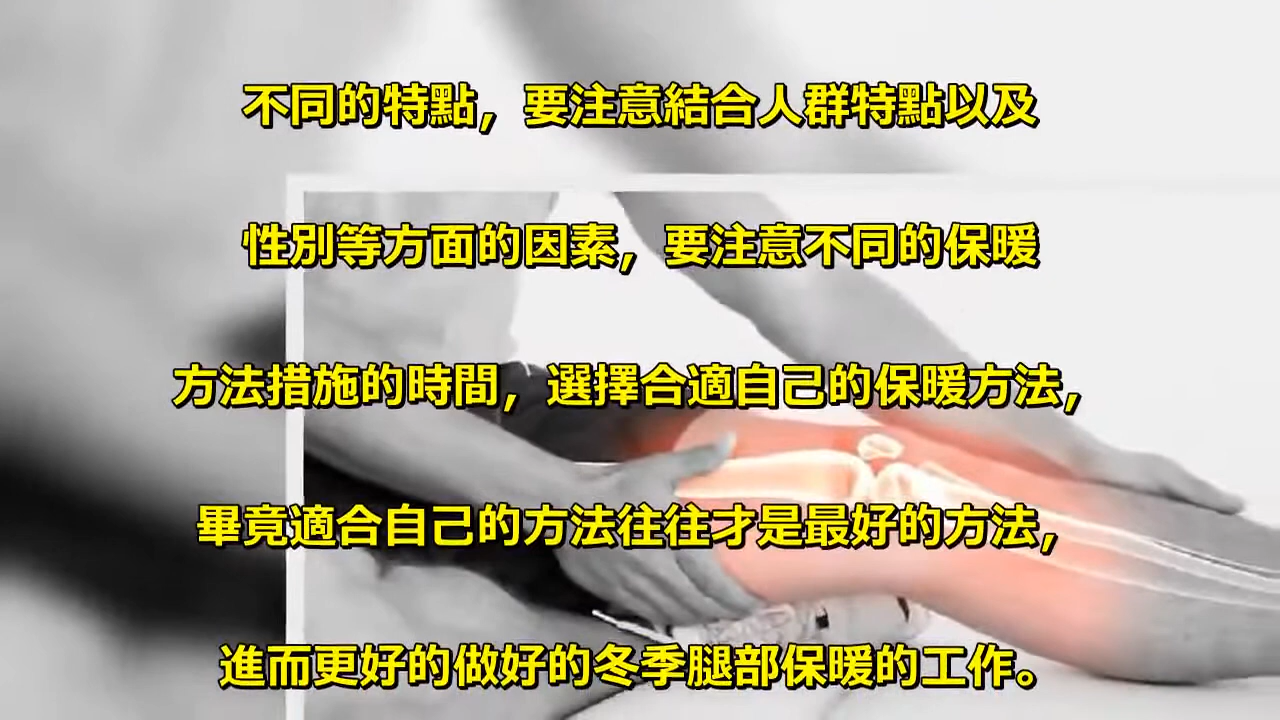 不同的特點，要注意結合人群特點以及
性別等方面的因素，要注意不同的保暖
方法措施的時間，選擇合適自己的保暖方法，
畢竟適合自己的方法往往才是最好的方法，
進而更好的做好的冬季腿部保暖的工作。